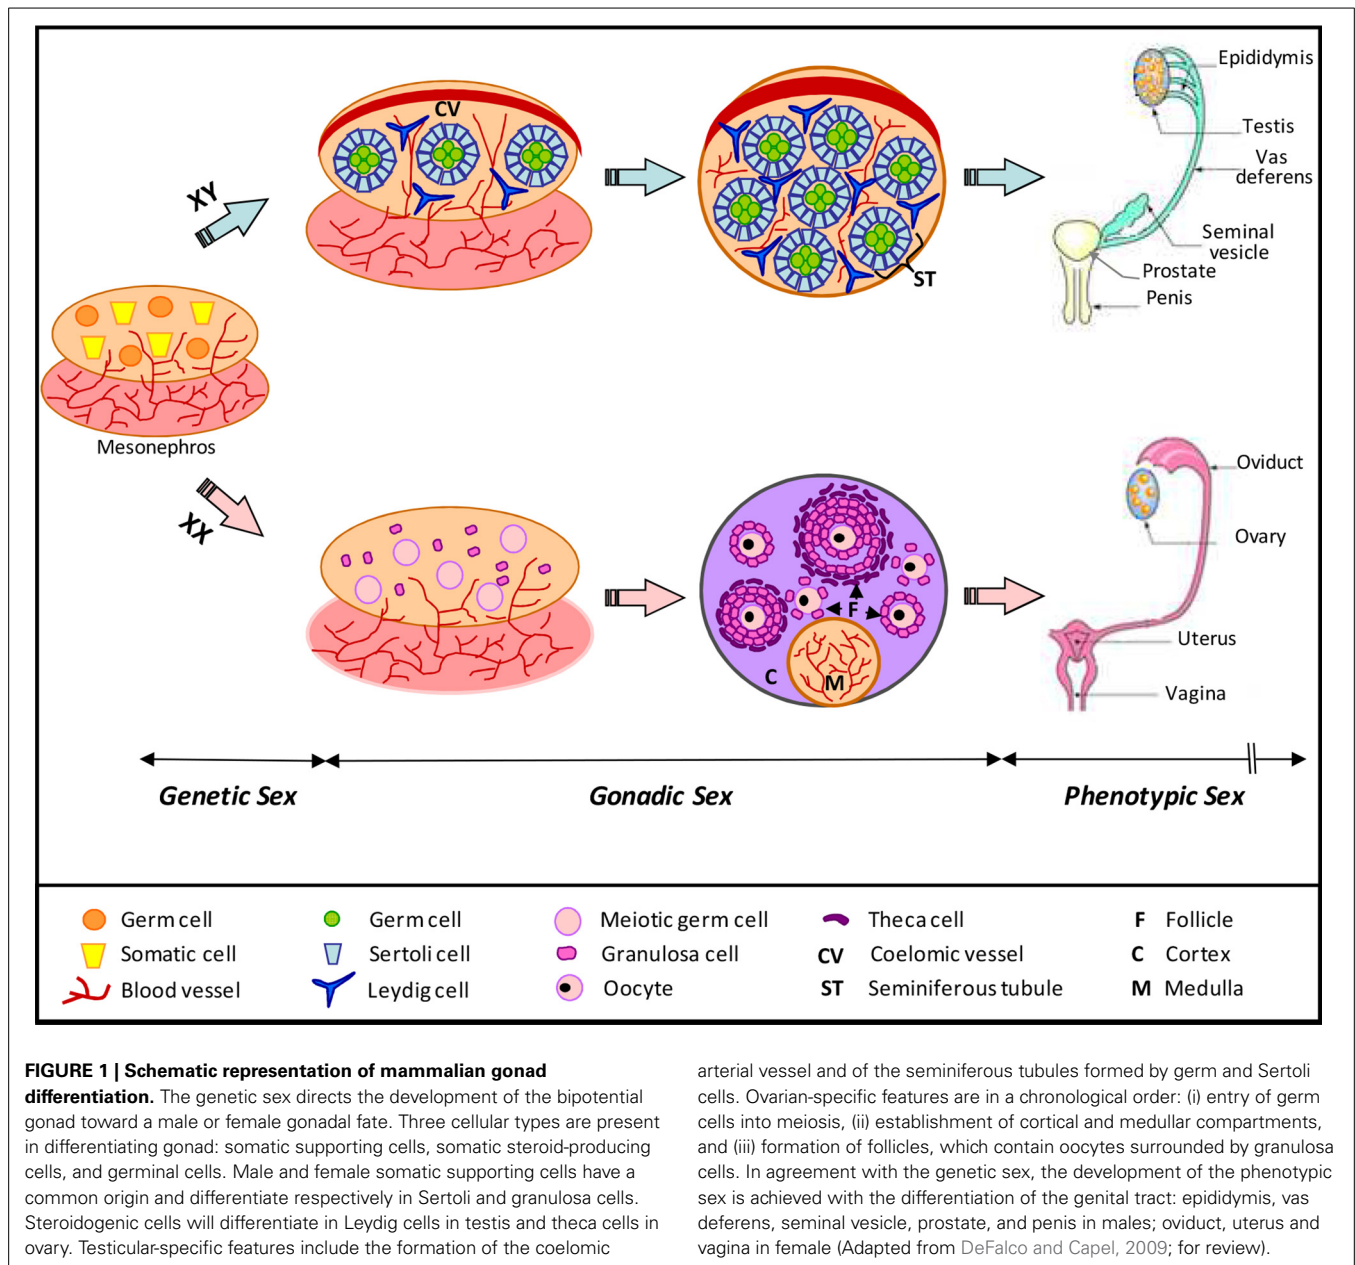 CV
Epididymis
Testis
Vas
deferens
XY
Seminal
vesicle
ST
Prostate
Penis
Mesonephros
Oviduct
XX
Ovary
F
Uterus
C
M
Vagina
Genetic Sex
Gonadic Sex
Phenotypic Sex
Germ cell
Germ cell
Meiotic germ cell
Theca cell
F Follicle
Somatic cell
Sertoli cell
Granulosa cell
CV Coelomic vessel
C Cortex
Blood vessel
Leydig cell
Oocyte
ST Seminiferous tubule
M Medulla
FIGURE 1 | Schematic representation of mammalian gonad
differentiation. The genetic sex directs the development of the bipotential
gonad toward a male or female gonadal fate. Three cellular types are present
in differentiating gonad: somatic supporting cells, somatic steroid-producing
cells, and germinal cells. Male and female somatic supporting cells have a
common origin and differentiate respectively in Sertoli and granulosa cells.
Steroidogenic cells will differentiate in Leydig cells in testis and theca cells in
ovary. Testicular-specific features include the formation of the coelomic
arterial vessel and of the seminiferous tubules formed by germ and Sertoli
cells. Ovarian-specific features are in a chronological order: (i) entry of germ
cells into meiosis, (ii) establishment of cortical and medullar compartments,
and (iii) formation of follicles, which contain oocytes surrounded by granulosa
cells. In agreement with the genetic sex, the development of the phenotypic
sex is achieved with the differentiation of the genital tract: epididymis, vas
deferens, seminal vesicle, prostate, and penis in males; oviduct, uterus and
vagina in female (Adapted from DeFalco and Capel, 2009; for review).